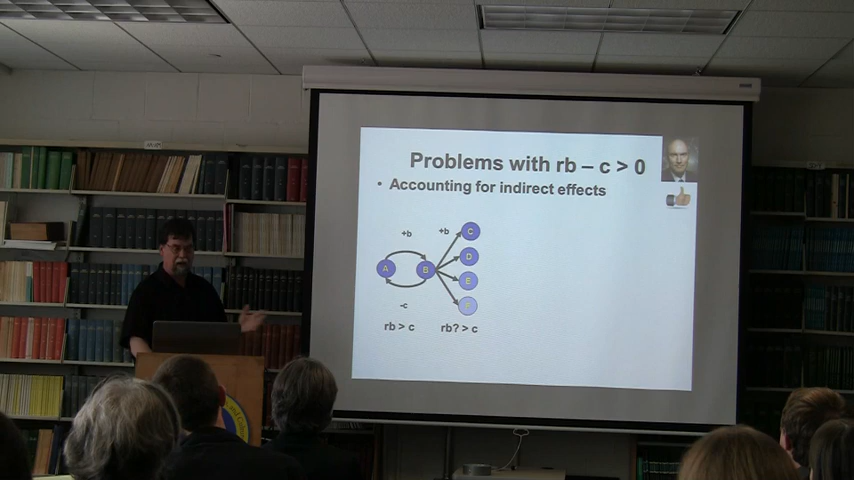 Problems with rb – c > 0
• Accounting for indirect effects
+b
+b
C
D
A
B
E
F
-c
rb > c
rb? > c